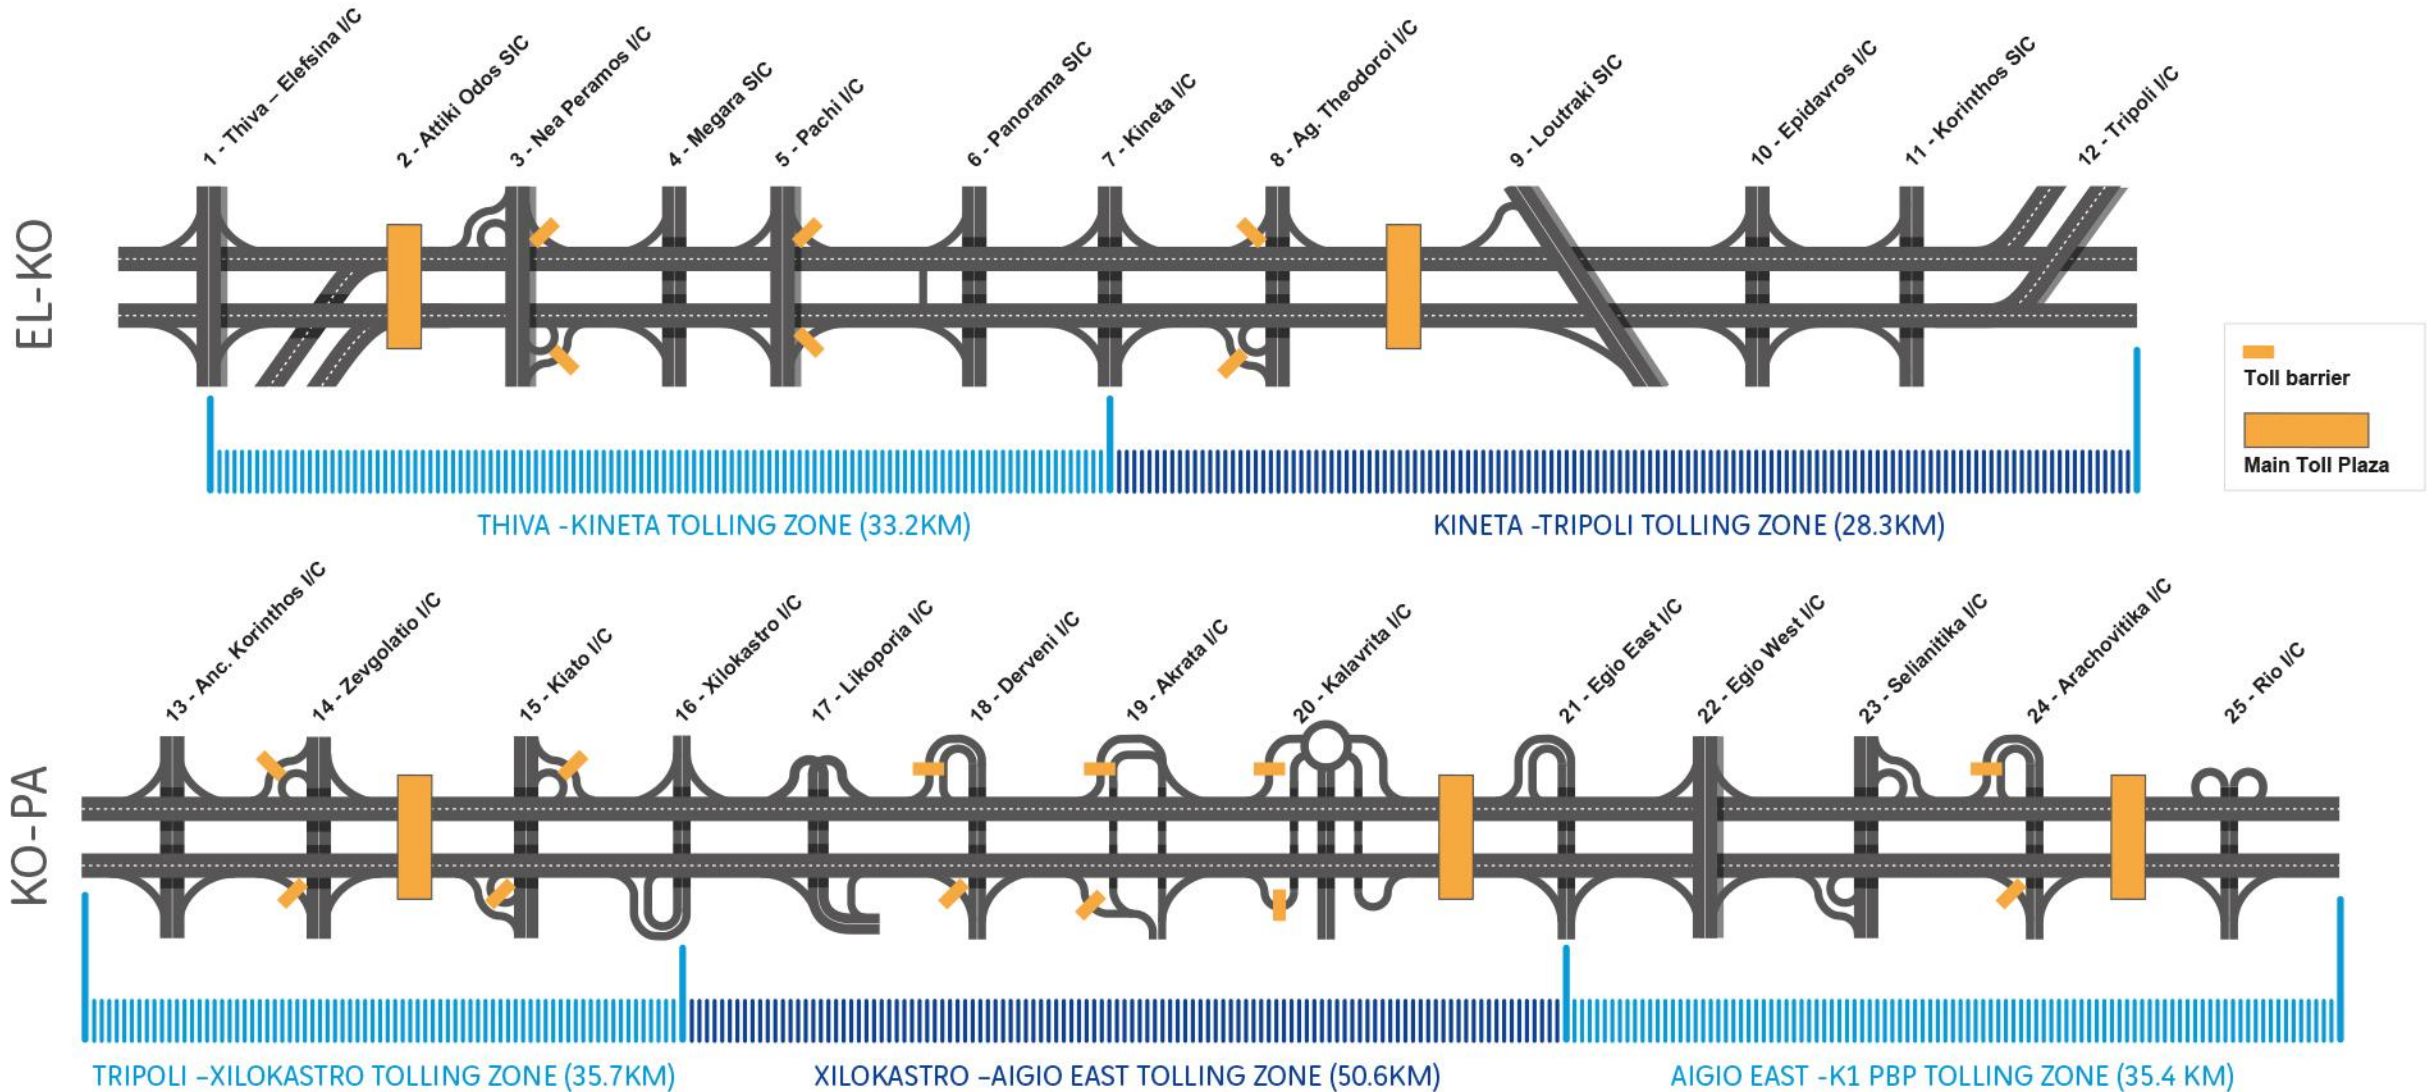 1 - Thiva – Elefsina I/C
2 - Attiki Odos SIC
3 - Nea Peramos I/C
4 - Megara SIC
5 - Pachi I/C
6 - Panorama SIC
7 - Kineta I/C
8 - Ag. Theodoroi I/C
9 - Loutraki SIC
10 - Epidavros I/C
11 - Korinthos SIC
12 - Tripoli I/C
EL-KO
Toll barrier
Main Toll Plaza
THIVA -KINETA TOLLING ZONE (33.2KM)
KINETA -TRIPOLI TOLLING ZONE (28.3KM)
13 - Anc. Korinthos I/C
14 - Zevgolatio I/C
15 - Kiato I/C
16 - Xilokastro I/C
17 - Likoporia I/C
18 - Derveni I/C
19 - Akrata I/C
20 - Kalavrita I/C
21 - Egio East I/C
22 - Egio West I/C
23 - Selianitika I/C
24 - Arachovitika I/C
25 - Rio I/C
KO-PA
TRIPOLI –XILOKASTRO TOLLING ZONE (35.7KM)
XILOKASTRO –AIGIO EAST TOLLING ZONE (50.6KM)
AIGIO EAST -K1 PBP TOLLING ZONE (35.4 KM)